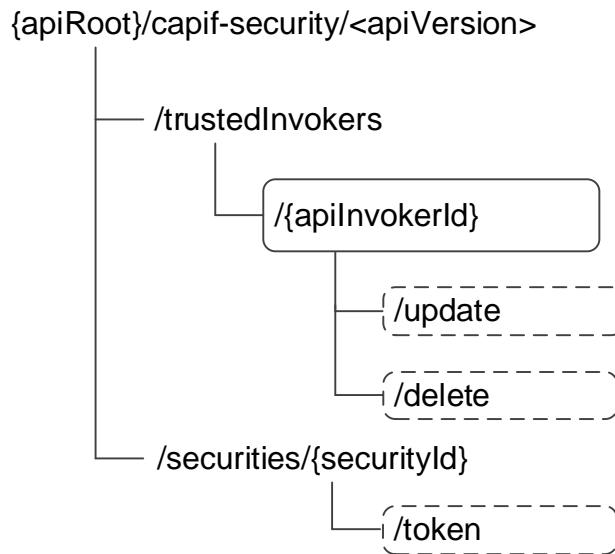 {apiRoot}/capif-security/<apiVersion>
/trustedInvokers
/{apiInvokerId}
/update
/delete
/securities/{securityId}
/token